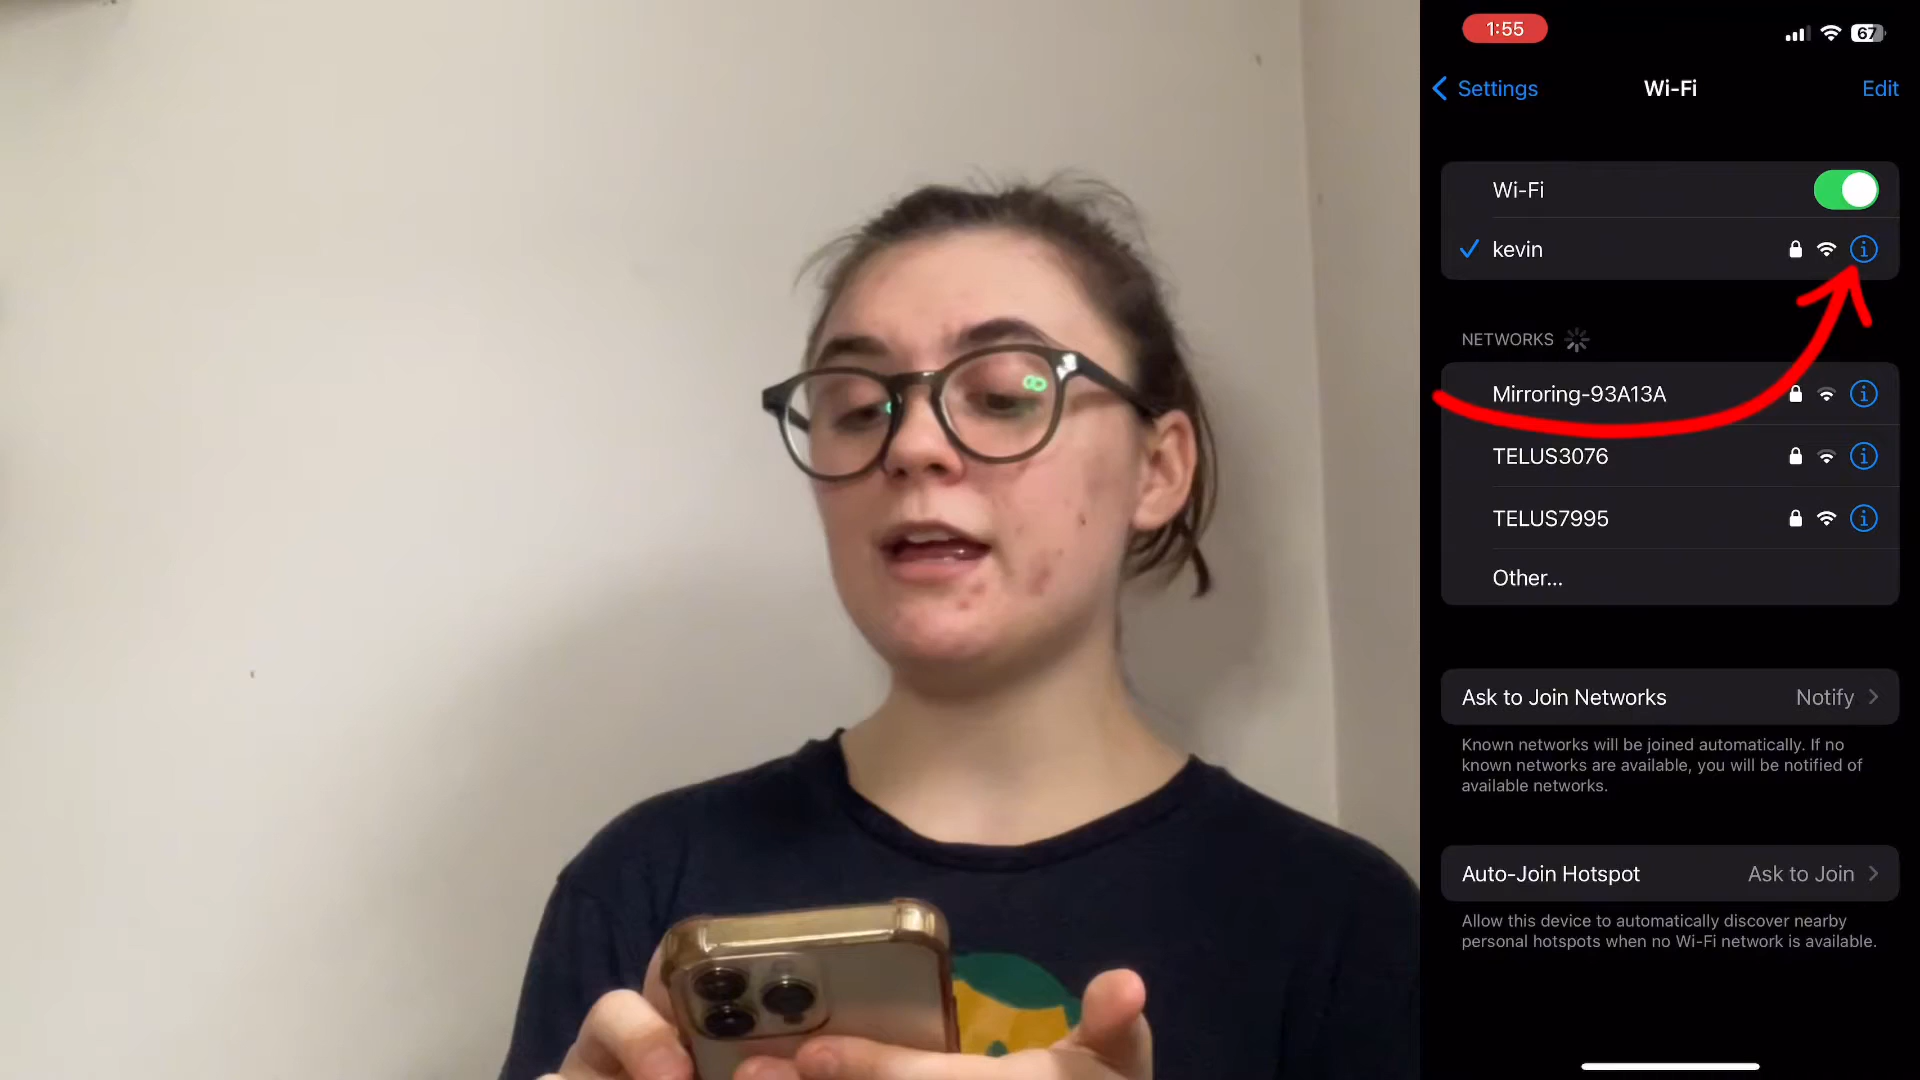 1:55
67
Settings
Wi-Fi
Edit
Wi-Fi
kevin
NETWORKS
Mirroring-93A13A
TELUS3076
TELUS7995
Other...
Ask to Join Networks Notify
Known networks will be joined automatically. If no
known networks are available, you will be notified of
available networks.
Auto-Join Hotspot Ask to Join
Allow this device to automatically discover nearby
personal hotspots when no Wi-Fi network is available.